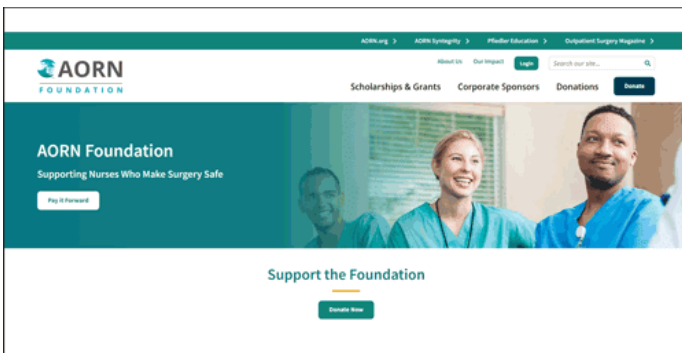 AORN.org > AORN Syntegrity > Pfiedler Education > Outpatient Surgery Magazine >
About Us Our Impact Login Search our site...
AORN
FOUNDATION
Scholarships & Grants Corporate Sponsors Donations Donate
AORN Foundation
Supporting Nurses Who Make Surgery Safe
Pay it Forward
Support the Foundation
Donate Now